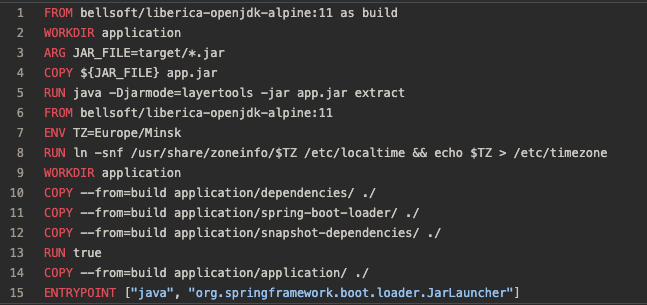 1 FROM bellsoft/liberica-openjdk-alpine:11 as build
2 WORKDIR application
3 ARG JAR_FILE=target/*.jar
4 COPY ${JAR_FILE} app.jar
5 RUN java -Djarmode=layertools -jar app.jar extract
6 FROM bellsoft/liberica-openjdk-alpine:11
7 ENV TZ=Europe/Minsk
8 RUN ln -snf /usr/share/zoneinfo/$TZ /etc/localtime && echo $TZ > /etc/timezone
9 WORKDIR application
10 COPY --from=build application/dependencies/ ./
11 COPY --from=build application/spring-boot-loader/ ./
12 COPY --from=build application/snapshot-dependencies/ ./
13 RUN true
14 COPY --from=build application/application/ ./
15 ENTRYPOINT ["java", "org.springframework.boot.loader.JarLauncher"]